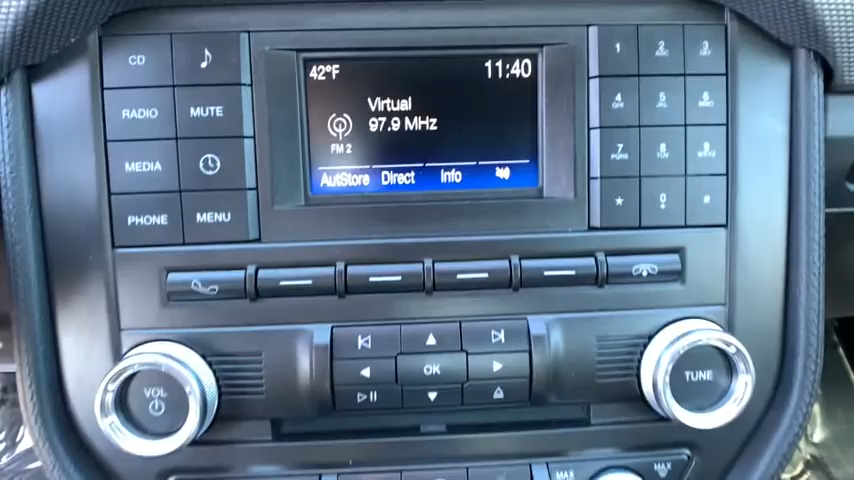 CD
RADIO MUTE
MEDIA
PHONE MENU
42°F 11:40
Virtual
97.9 MHz
FM 2
AutStore Direct Info
1 2 ABC 3 DEF
4 GHI 5 JKL 6 MNO
7 PQRS 8 TUV 9 WXYZ
* 0 + #
OK
VOL
TUNE
MAX MAX